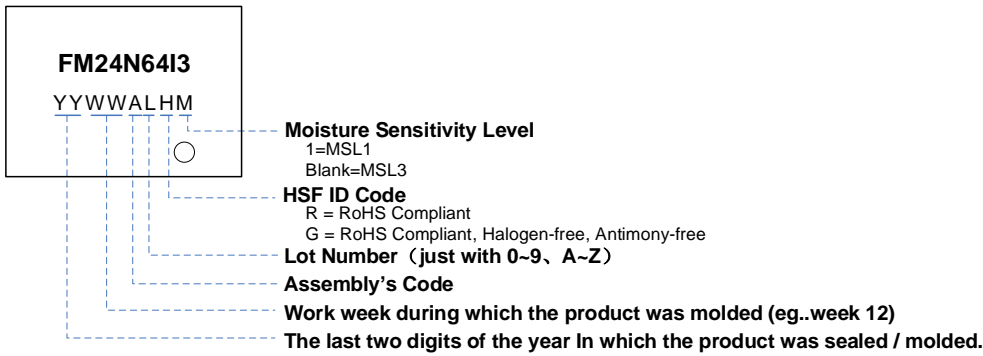 FM24N64I3
YYWWALHM
Moisture Sensitivity Level
1=MSL1
Blank=MSL3
HSF ID Code
R = RoHS Compliant
G = RoHS Compliant, Halogen-free, Antimony-free
Lot Number（just with 0~9、A~Z）
Assembly's Code
Work week during which the product was molded (eg..week 12)
The last two digits of the year In which the product was sealed / molded.